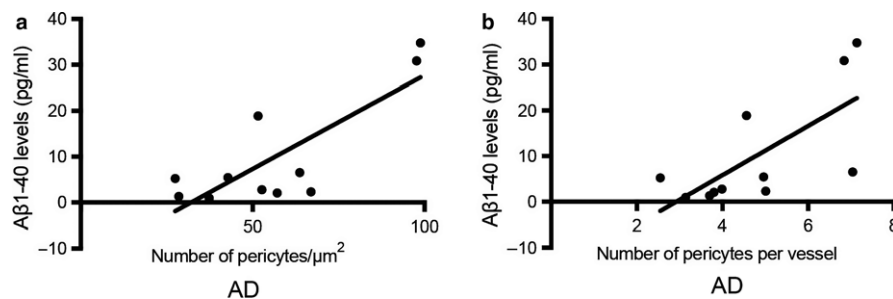 a
Aβ1-40 levels (pg/ml)
40
30
20
10
0
–10
50
100
Number of pericytes/μm²
AD
b
Aβ1-40 levels (pg/ml)
40
30
20
10
0
–10
2
4
6
8
Number of pericytes per vessel
AD